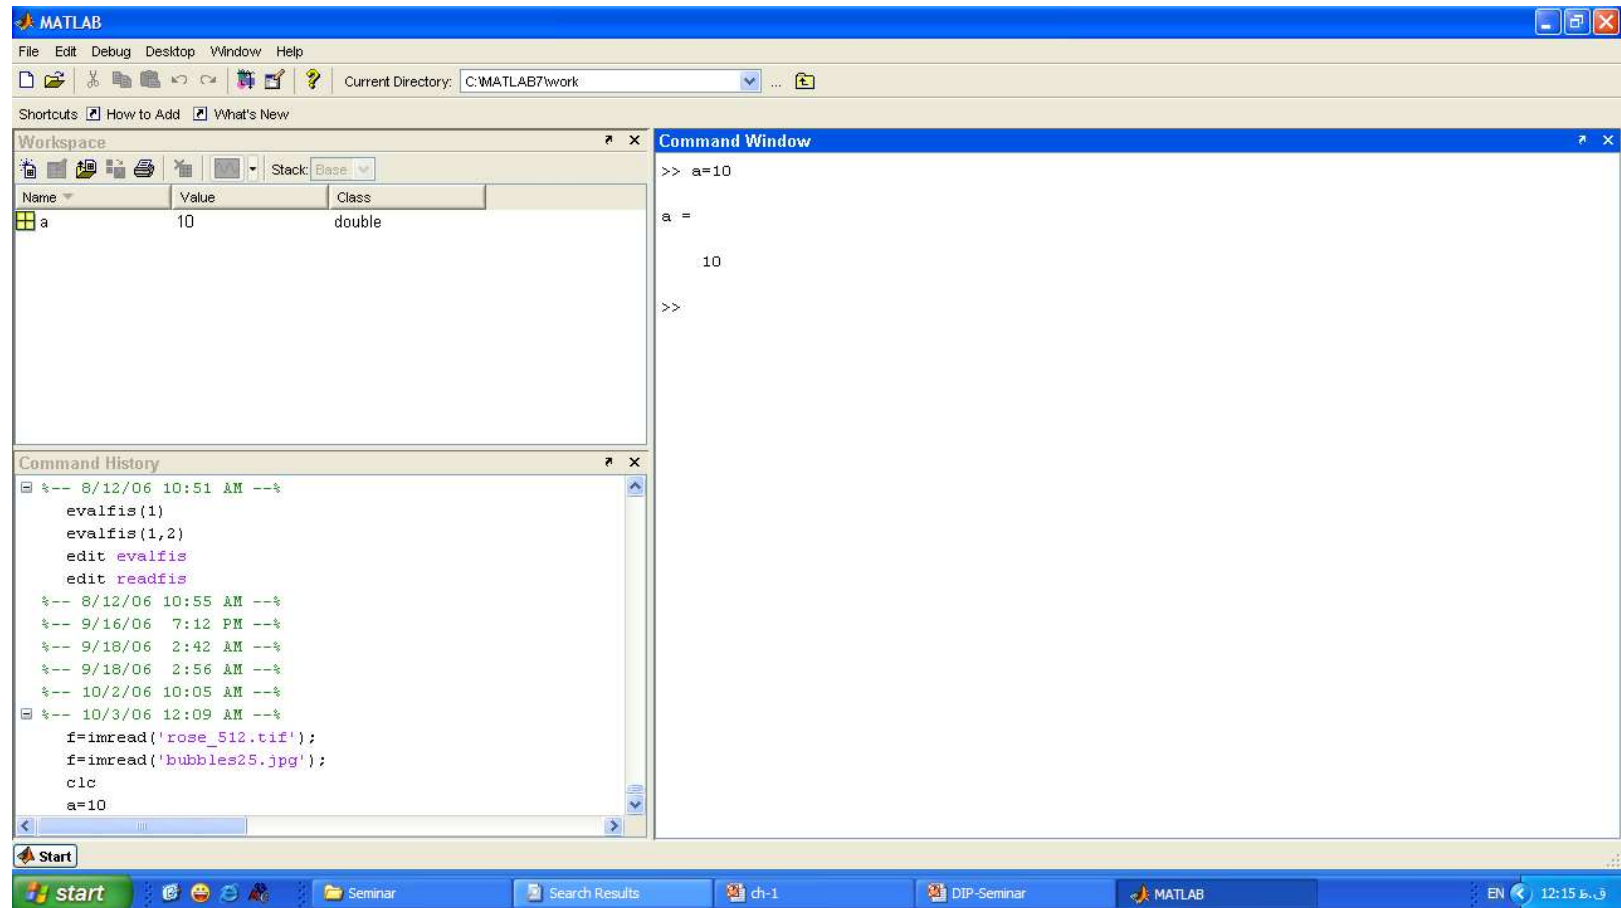 MATLAB
File Edit Debug Desktop Window Help
Current Directory: C:\MATLAB7\work ...
Shortcuts How to Add What's New
Workspace
Stack: Base
Name Value Class
a 10 double
Command History
%-- 8/12/06 10:51 AM --%
evalfis(1)
evalfis(1,2)
edit evalfis
edit readfis
%-- 8/12/06 10:55 AM --%
%-- 9/16/06 7:12 PM --%
%-- 9/18/06 2:42 AM --%
%-- 9/18/06 2:56 AM --%
%-- 10/2/06 10:05 AM --%
%-- 10/3/06 12:09 AM --%
f=imread('rose_512.tif');
f=imread('bubbles25.jpg');
clc
a=10
Command Window
>> a=10
a =
10
>>
Start
start Seminar Search Results ch-1 DIP-Seminar MATLAB EN 12:15 ق.ظ